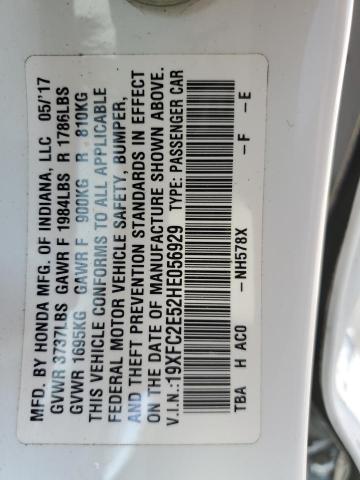 MFD. BY HONDA MFG. OF INDIANA, LLC 05/'17
GVWR 3737LBS GAWR F 1984LBS R 1786LBS
GVWR 1695KG GAWR F 900KG R 810KG
THIS VEHICLE CONFORMS TO ALL APPLICABLE
FEDERAL MOTOR VEHICLE SAFETY, BUMPER,
AND THEFT PREVENTION STANDARDS IN EFFECT
ON THE DATE OF MANUFACTURE SHOWN ABOVE.
V.I.N.:19XFC2F52HE056929 TYPE: PASSENGER CAR
TBA H AC0 -NH578X -F -E